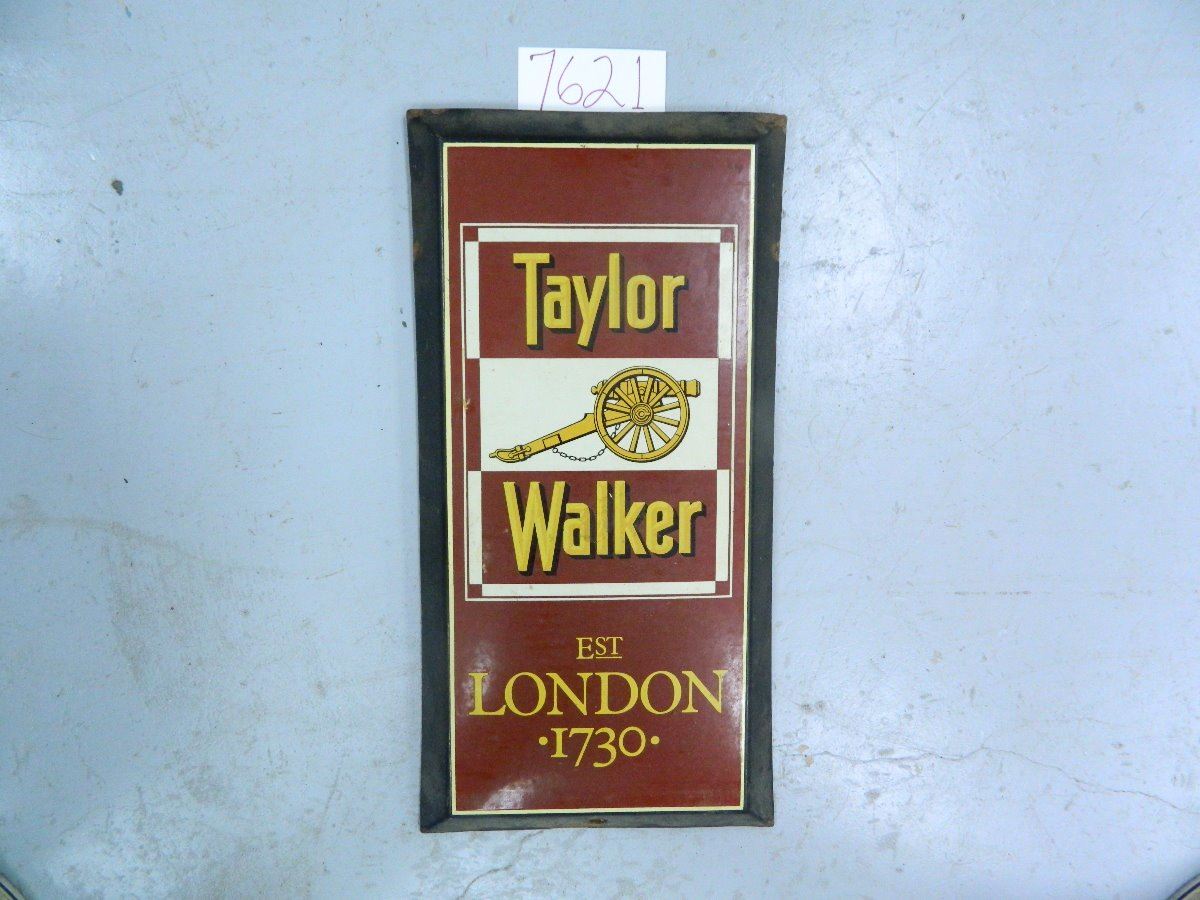 7621
Taylor
Walker
EST
LONDON
·1730·